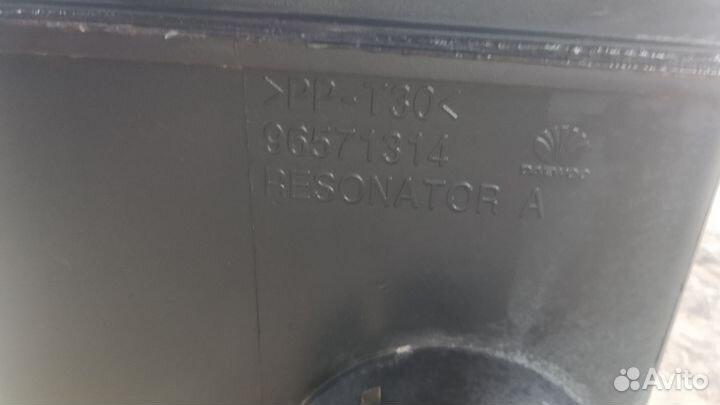 >PP-T30<
96571314
DAEWOO
RESONATOR A
Avito